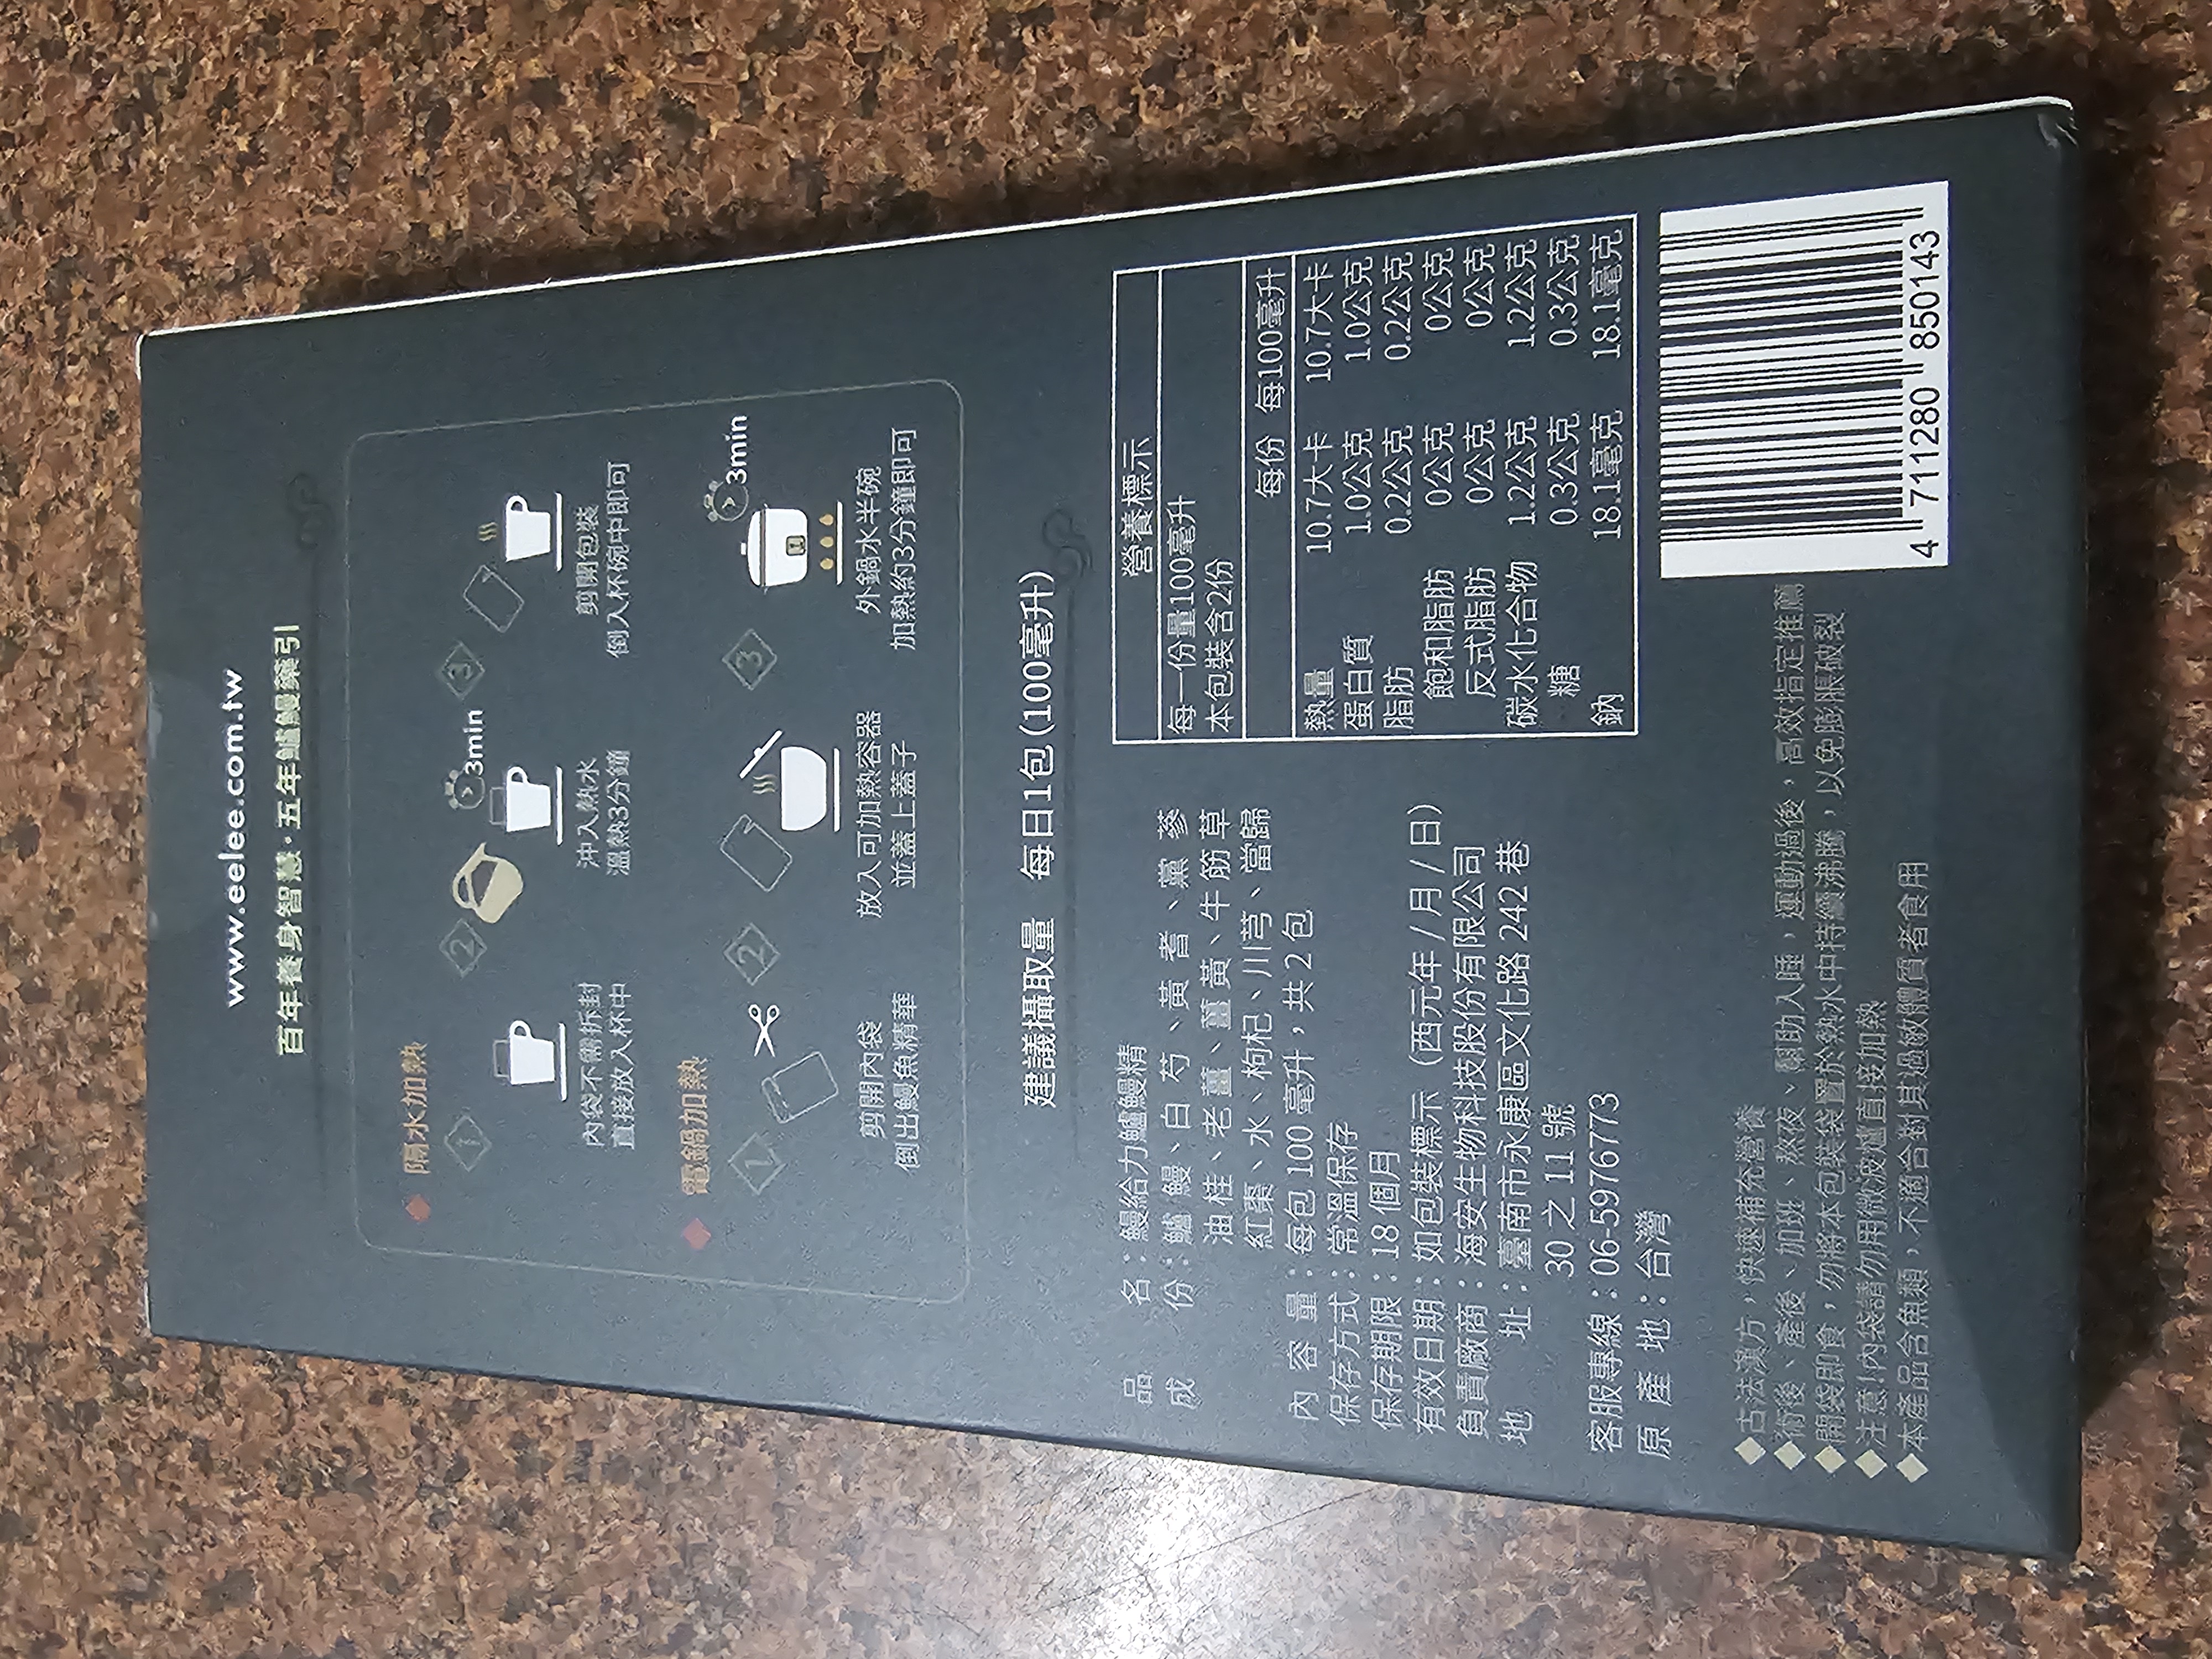 www.eelee.com.tw
百年養身智慧·五年鱸鰻藥引
隔水加熱
1
內袋不需拆封
直接放入杯中
2
3min
沖入熱水
溫熱3分鐘
3
剪開包裝
倒入杯碗中即可
電鍋加熱
1
剪開內袋
倒出鰻魚精華
2
放入可加熱容器
並蓋上蓋子
3
3min
外鍋水半碗
加熱約3分鐘即可
建議攝取量 每日1包(100毫升)
品 名：鰻給力鱸鰻精
成 份：鱸鰻、白芍、黃耆、黨蔘
油桂、老薑、薑黃、牛筋草
紅棗、水、枸杞、川芎、當歸
內 容 量：每包 100 毫升，共 2 包
保存方式：常溫保存
保存期限：18 個月
有效日期：如包裝標示（西元年 / 月 / 日）
負責廠商：海安生物科技股份有限公司
地 址：臺南市永康區文化路 242 巷
30 之 11 號
客服專線：06-5976773
原 產 地：台灣
營養標示
每一份量100毫升
本包裝含2份
每份 每100毫升
熱量 10.7大卡 10.7大卡
蛋白質 1.0公克 1.0公克
脂肪 0.2公克 0.2公克
飽和脂肪 0公克 0公克
反式脂肪 0公克 0公克
碳水化合物 1.2公克 1.2公克
糖 0.3公克 0.3公克
鈉 18.1毫克 18.1毫克
◆古法漢方，快速補充營養
◆術後、產後、加班、熬夜、幫助入睡，運動過後，高效指定推薦
◆開袋即食，勿將本包裝袋置於熱水中持續沸騰，以免膨脹破裂
◆注意!內袋請勿用微波爐直接加熱
◆本產品含魚類，不適合對其過敏體質者食用
4 711280 850143